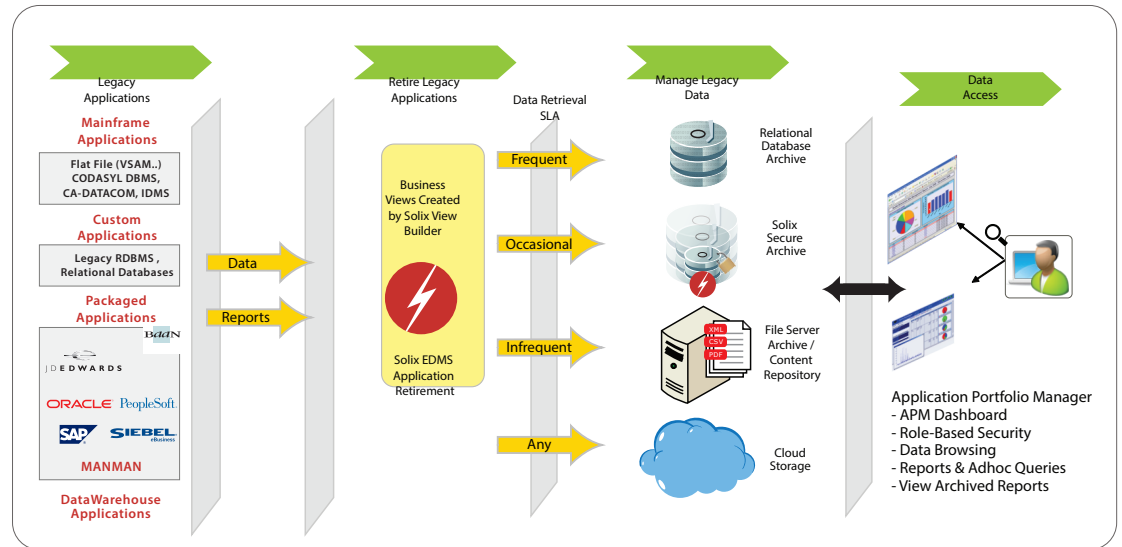 Legacy
Applications
Mainframe
Applications
Flat File (VSAM..)
CODASYL DBMS,
CA-DATACOM, IDMS
Custom
Applications
Legacy RDBMS ,
Relational Databases
Packaged
Applications
BaaN
JDEDWARDS
ORACLE PeopleSoft.
SAP SIEBEL
eBusiness
MANMAN
DataWarehouse
Applications
Data
Reports
Retire Legacy
Applications
Business
Views Created
by Solix View
Builder
Solix EDMS
Application
Retirement
Data Retrieval
SLA
Frequent
Occasional
Infrequent
Any
Manage Legacy
Data
Relational
Database
Archive
Solix
Secure
Archive
XML
CSV
PDF
File Server
Archive /
Content
Repository
Cloud
Storage
Data
Access
Application Portfolio Manager
- APM Dashboard
- Role-Based Security
- Data Browsing
- Reports & Adhoc Queries
- View Archived Reports